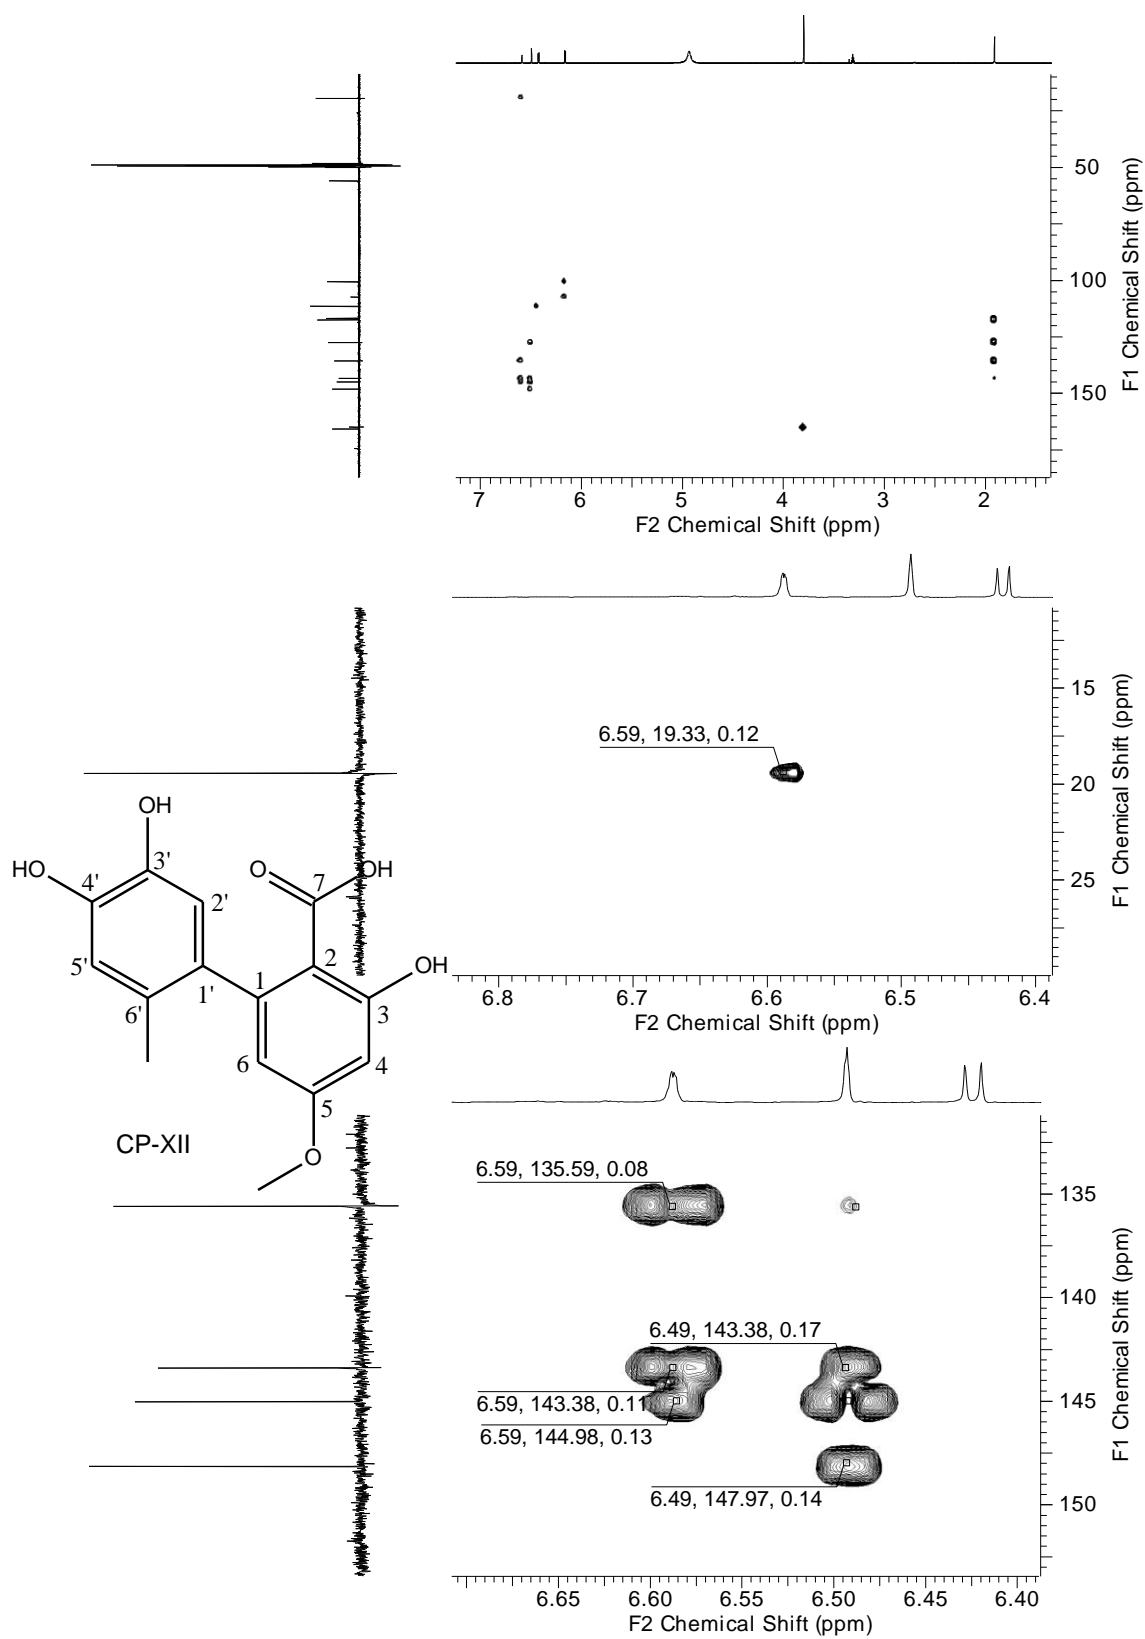 50
100
150
F1 Chemical Shift (ppm)
7 6 5 4 3 2
F2 Chemical Shift (ppm)
6.59, 19.33, 0.12
15
20
25
F1 Chemical Shift (ppm)
6.8 6.7 6.6 6.5 6.4
F2 Chemical Shift (ppm)
OH
HO 3' O OH
4' 7
2'
5' 2 OH
1' 1
6' 3
6 4
5
CP-XII O
6.59, 135.59, 0.08
6.49, 143.38, 0.17
6.59, 143.38, 0.11
6.59, 144.98, 0.13
6.49, 147.97, 0.14
135
140
145
150
F1 Chemical Shift (ppm)
6.65 6.60 6.55 6.50 6.45 6.40
F2 Chemical Shift (ppm)